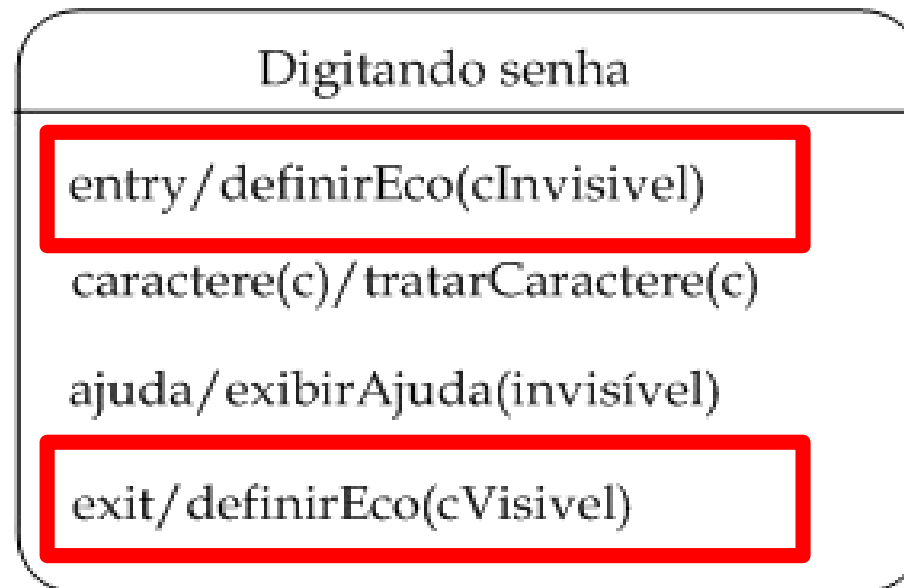 Digitando senha
entry/definirEco(cInvisivel)
caractere(c)/tratarCaractere(c)
ajuda/exibirAjuda(invisível)
exit/definirEco(cVisivel)